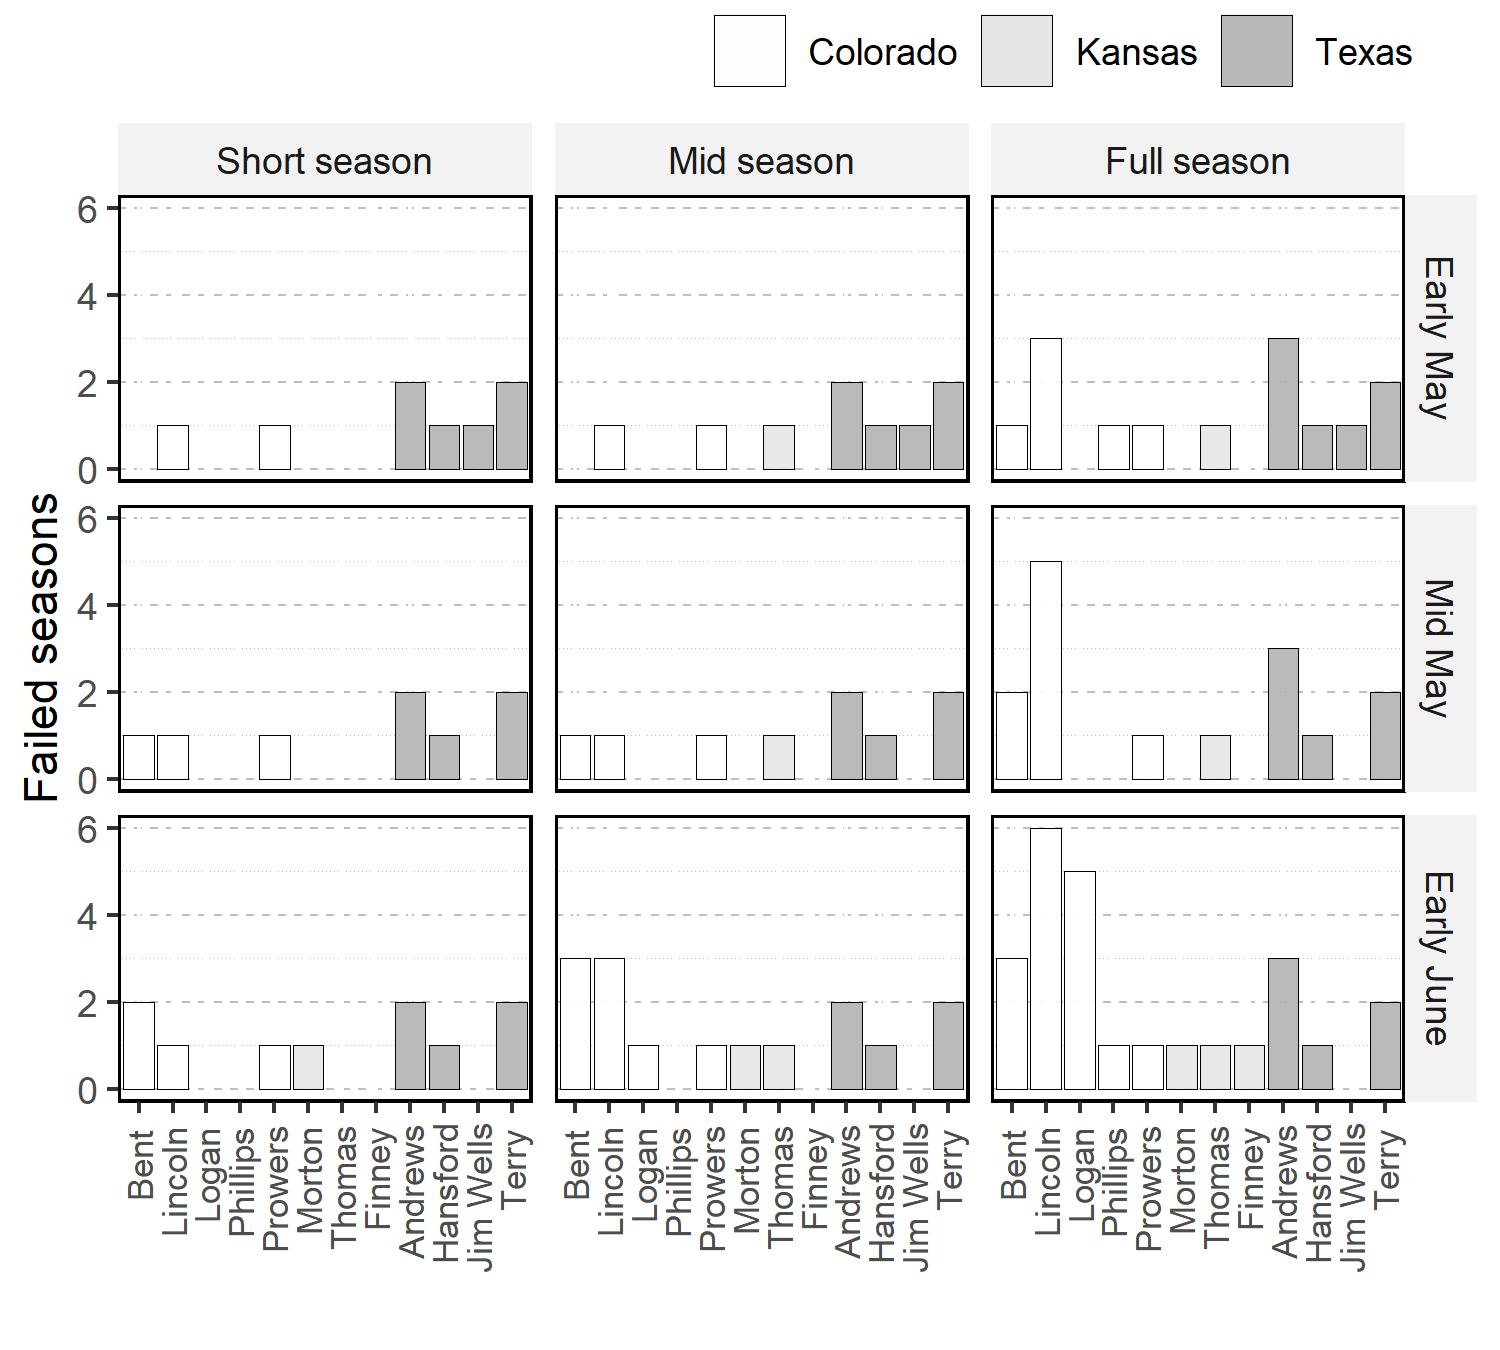 Colorado Kansas Texas
Short season Mid season Full season
6
4
2
0
Early May
6
4
2
0
Mid May
6
4
2
0
Early June
Failed seasons
Bent Lincoln Logan Phillips Prowers Morton Thomas Finney Andrews Hansford Jim Wells Terry
Bent Lincoln Logan Phillips Prowers Morton Thomas Finney Andrews Hansford Jim Wells Terry
Bent Lincoln Logan Phillips Prowers Morton Thomas Finney Andrews Hansford Jim Wells Terry